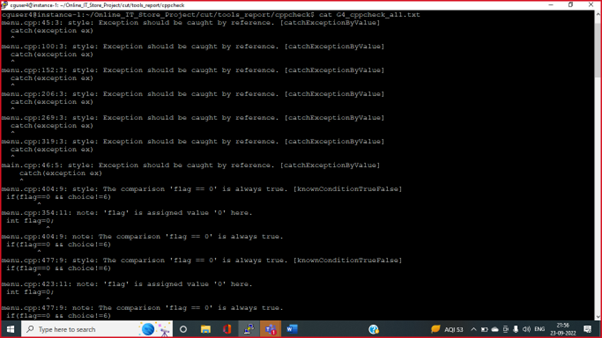 cguser4@instance-1: ~/Online_IT_Store_Project/cut/tools_report/cppcheck
cguser4@instance-1:~/Online_IT_Store_Project/cut/tools_report/cppcheck$ cat G4_cppcheck_all.txt
menu.cpp:45:3: style: Exception should be caught by reference. [catchExceptionByValue]
catch(exception ex)
^
menu.cpp:100:3: style: Exception should be caught by reference. [catchExceptionByValue]
catch(exception ex)
^
menu.cpp:152:3: style: Exception should be caught by reference. [catchExceptionByValue]
catch(exception ex)
^
menu.cpp:206:3: style: Exception should be caught by reference. [catchExceptionByValue]
catch(exception ex)
^
menu.cpp:269:3: style: Exception should be caught by reference. [catchExceptionByValue]
catch(exception ex)
^
menu.cpp:319:3: style: Exception should be caught by reference. [catchExceptionByValue]
catch(exception ex)
^
main.cpp:46:5: style: Exception should be caught by reference. [catchExceptionByValue]
catch(exception ex)
^
menu.cpp:404:9: style: The comparison 'flag == 0' is always true. [knownConditionTrueFalse]
if(flag==0 && choice!=6)
^
menu.cpp:354:11: note: 'flag' is assigned value '0' here.
int flag=0;
^
menu.cpp:404:9: note: The comparison 'flag == 0' is always true.
if(flag==0 && choice!=6)
^
menu.cpp:477:9: style: The comparison 'flag == 0' is always true. [knownConditionTrueFalse]
if(flag==0 && choice!=6)
^
menu.cpp:423:11: note: 'flag' is assigned value '0' here.
int flag=0;
^
menu.cpp:477:9: note: The comparison 'flag == 0' is always true.
if(flag==0 && choice!=6)
Type here to search
AQI 53
ENG
21:56
23-09-2022